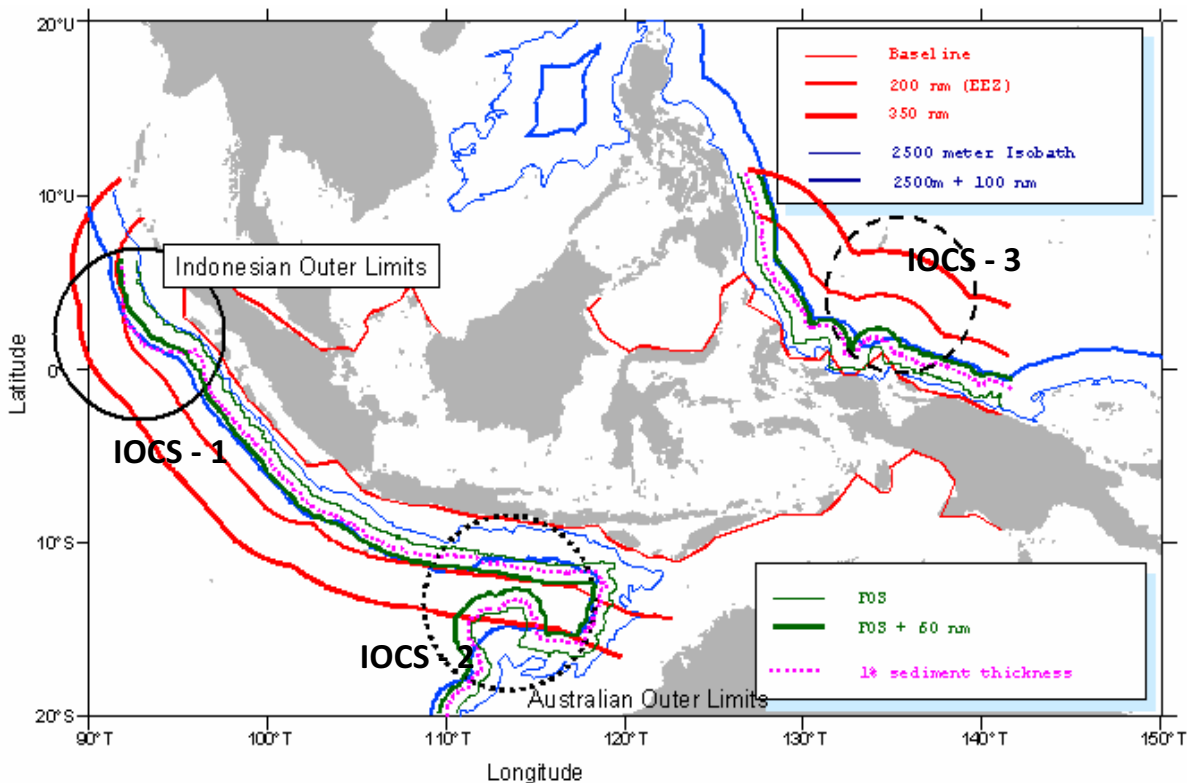 20°U
10°U
0
10°S
20°S
Latitude
90°T
100°T
110°T
120°T
130°T
140°T
150°T
Longitude
Baseline
200 nm (EEZ)
350 nm
2500 meter Isobath
2500m + 100 nm
Indonesian Outer Limits
IOCS - 3
IOCS - 1
IOCS - 2
FOS
FOS + 60 nm
1% sediment thickness
Australian Outer Limits